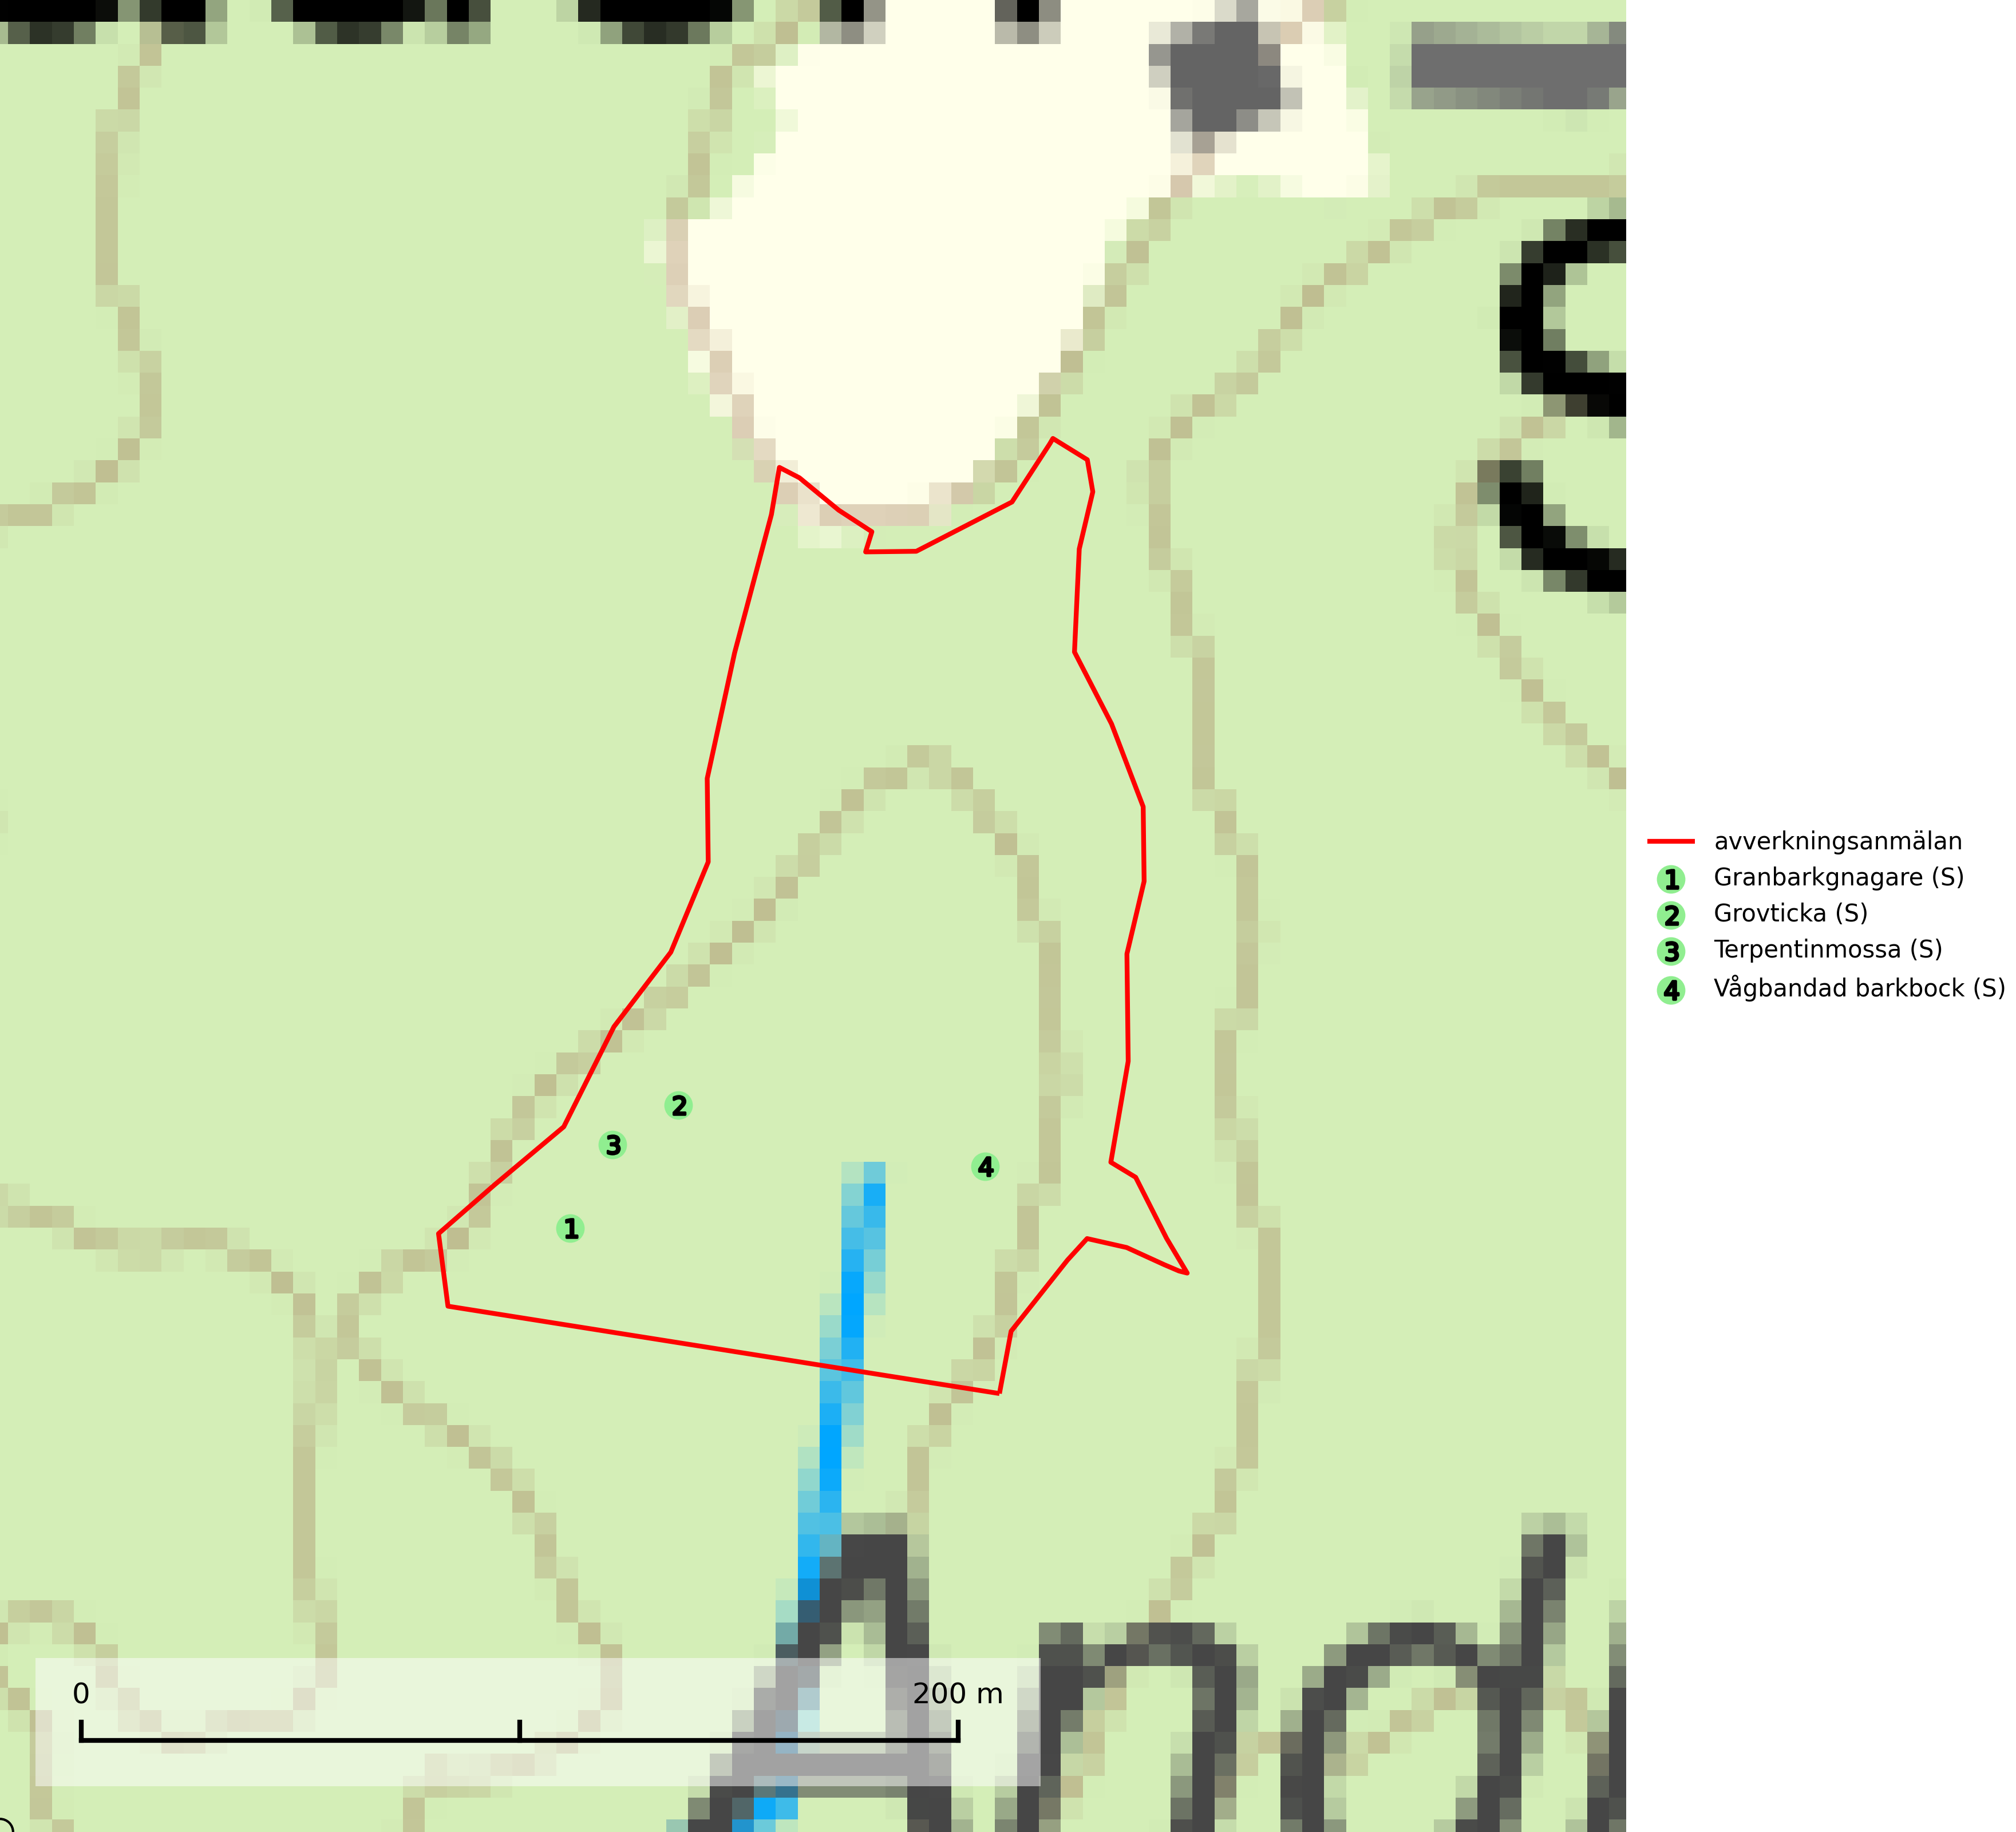 avverkningsanmälan
1 Granbarkgnagare (S)
2 Grovticka (S)
3 Terpentinmossa (S)
4 Vågbandad barkbock (S)
2
3
4
1
0 200 m